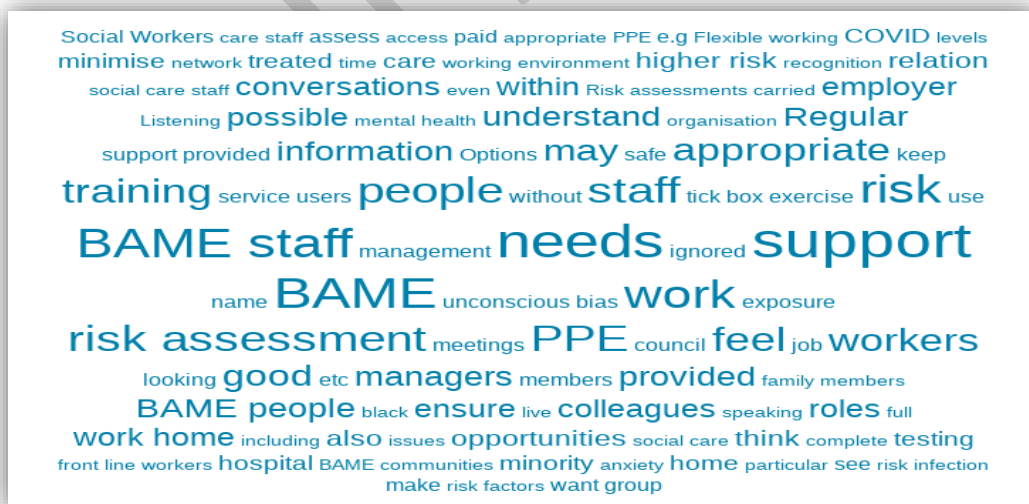 Social Workers care staff assess access paid appropriate PPE e.g Flexible working COVID levels
minimise network treated time care working environment higher risk recognition relation
social care staff conversations even within Risk assessments carried employer
Listening possible mental health understand organisation Regular
support provided information Options may safe appropriate keep
training service users people without staff tick box exercise risk use
BAME staff management needs ignored support
name BAME unconscious bias work exposure
risk assessment meetings PPE council feel job workers
looking good etc managers members provided family members
BAME people black ensure live colleagues speaking roles full
work home including also issues opportunities social care think complete testing
front line workers hospital BAME communities minority anxiety home particular see risk infection
make risk factors want group